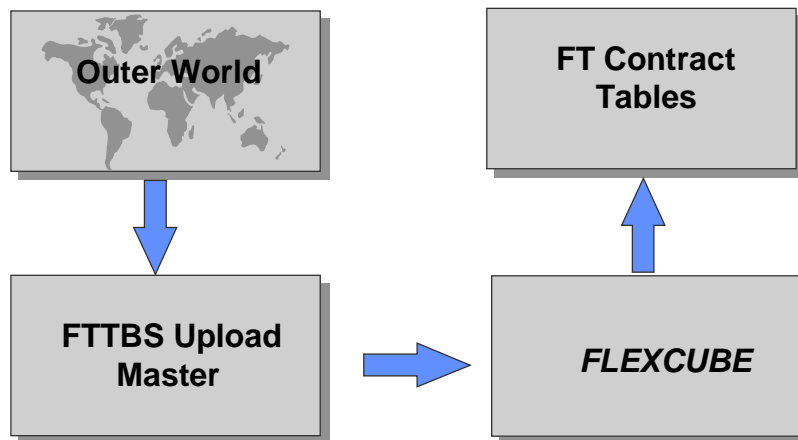 Outer World
FT Contract
Tables
FTTBS Upload
Master
FLEXCUBE